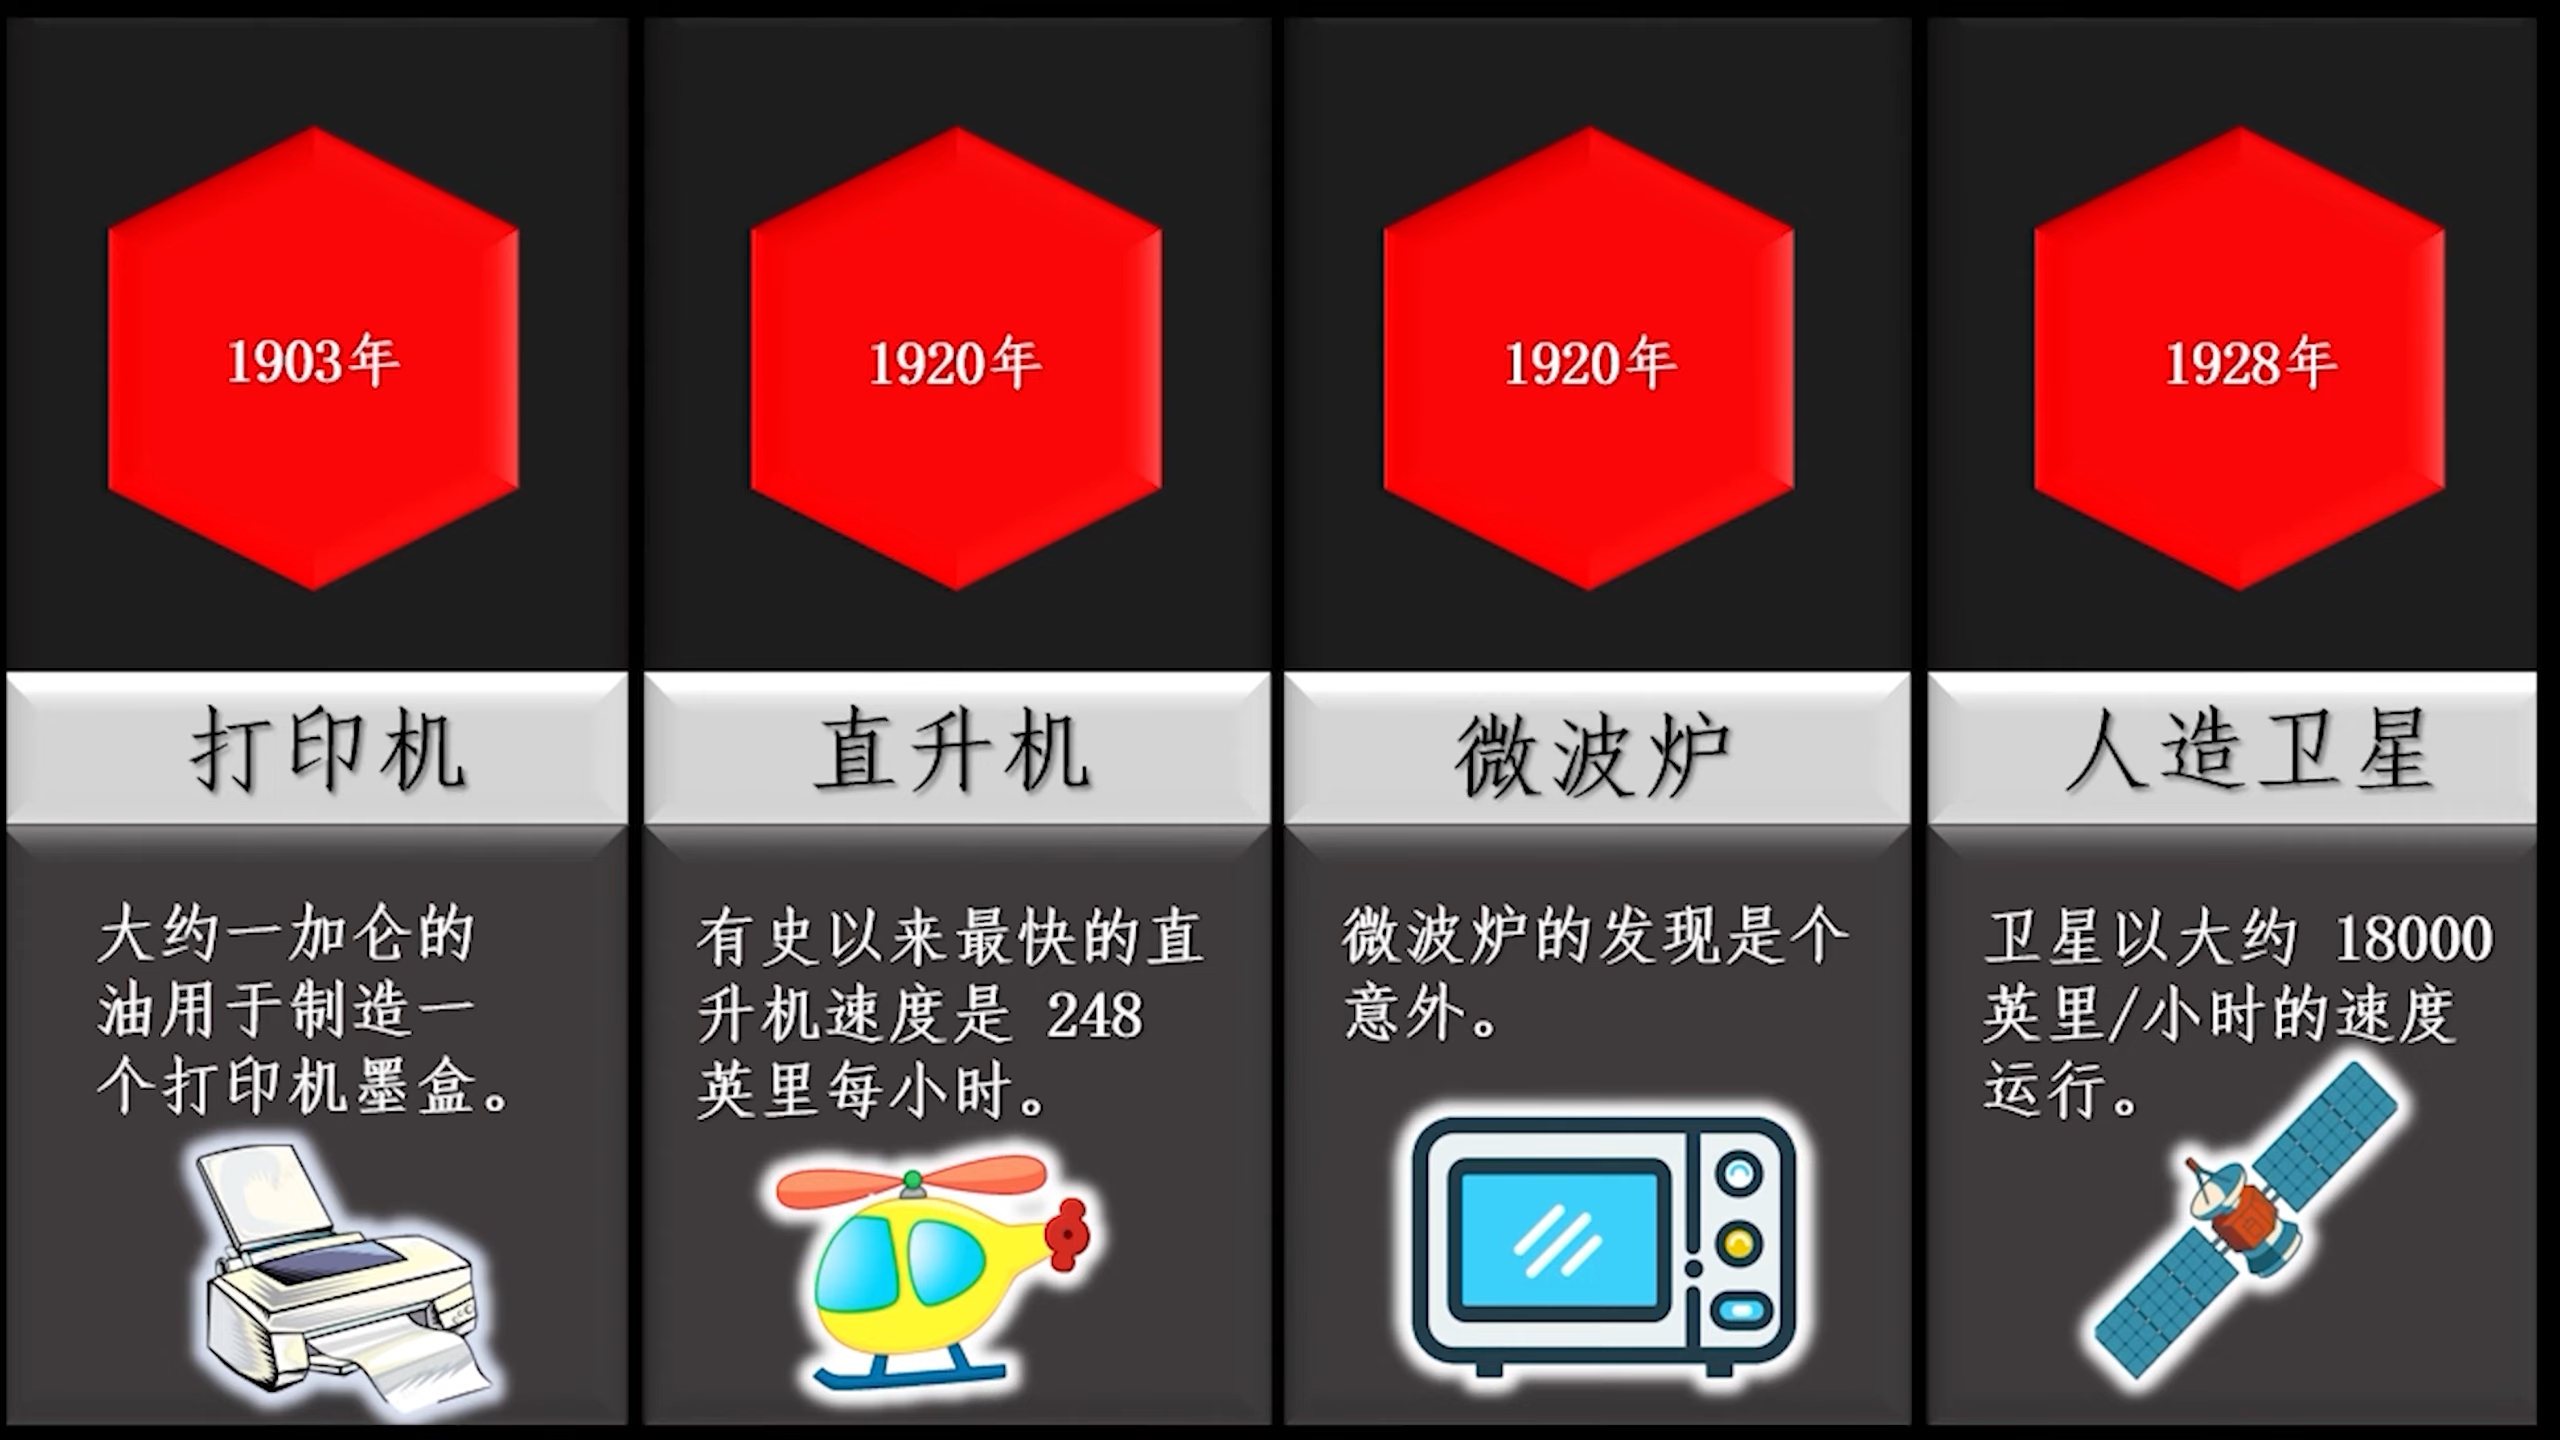 1903年
打印机
大约一加仑的
油用于制造一
个打印机墨盒。
1920年
直升机
有史以来最快的直
升机速度是 248
英里每小时。
1920年
微波炉
微波炉的发现是个
意外。
1928年
人造卫星
卫星以大约 18000
英里/小时的速度
运行。